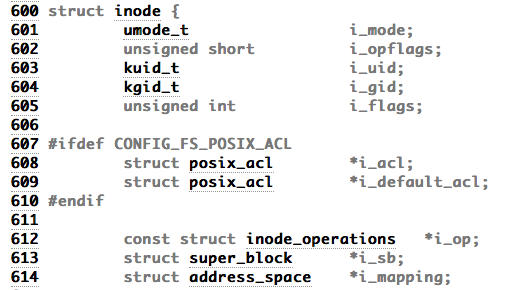 600 struct inode {
601         umode_t                 i_mode;
602         unsigned short          i_opflags;
603         kuid_t                  i_uid;
604         kgid_t                  i_gid;
605         unsigned int            i_flags;
606
607 #ifdef CONFIG_FS_POSIX_ACL
608         struct posix_acl        *i_acl;
609         struct posix_acl        *i_default_acl;
610 #endif
611
612         const struct inode_operations   *i_op;
613         struct super_block      *i_sb;
614         struct address_space    *i_mapping;